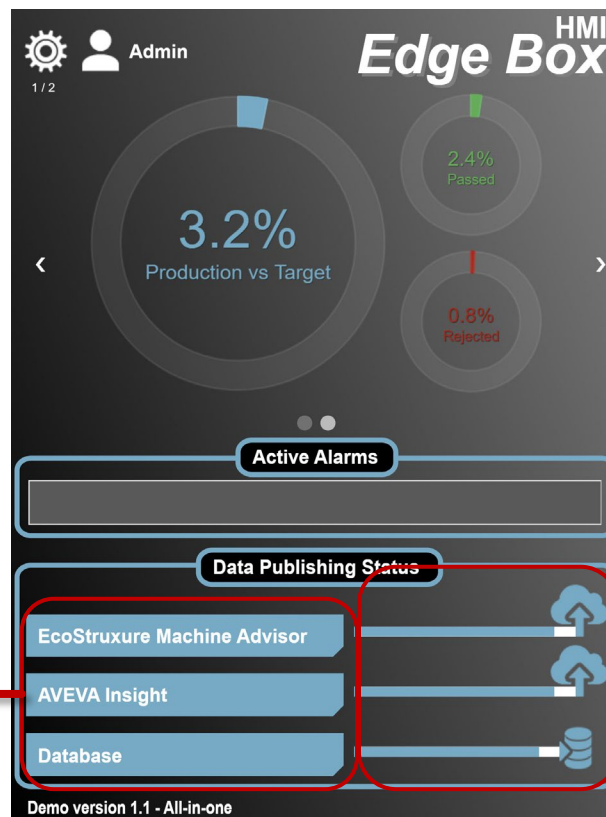 HMI
Edge Box
Admin
1 / 2
2.4%
Passed
3.2%
Production vs Target
0.8%
Rejected
Active Alarms
Data Publishing Status
EcoStruxure Machine Advisor
AVEVA Insight
Database
Demo version 1.1 - All-in-one